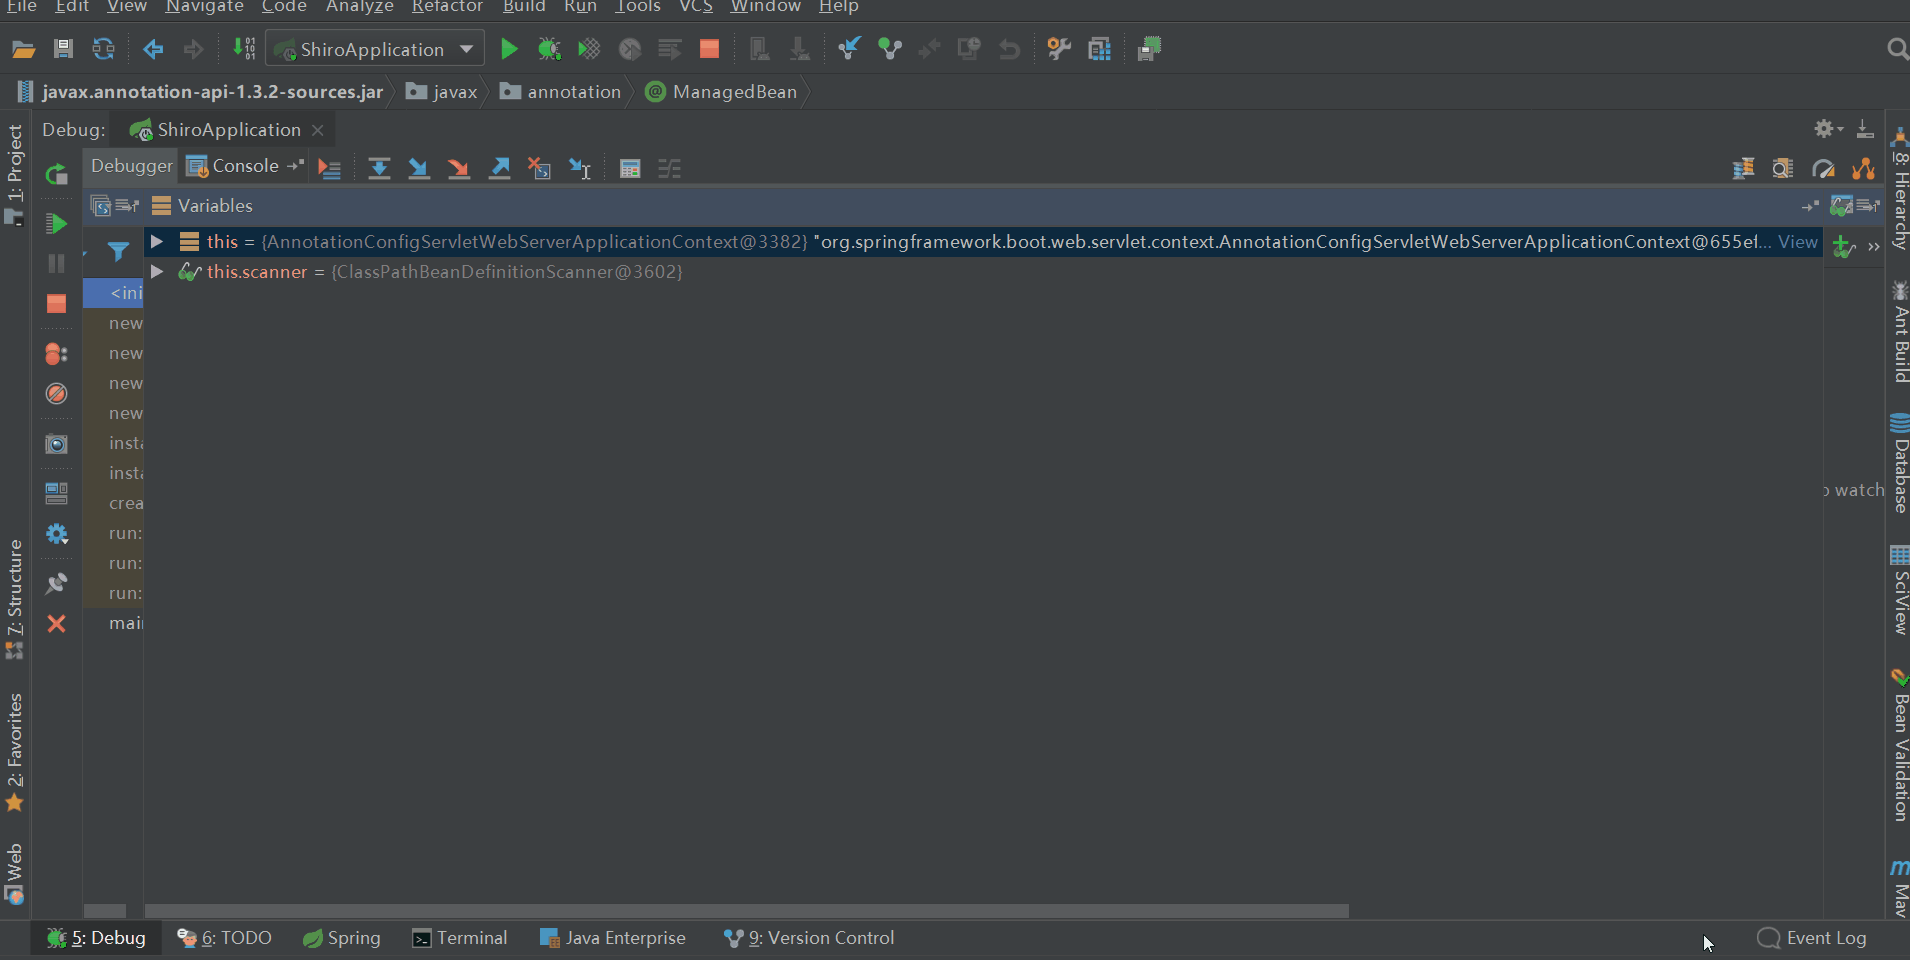 File Edit View Navigate Code Analyze Refactor Build Run Tools VCS Window Help
ShiroApplication
javax.annotation-api-1.3.2-sources.jar javax annotation ManagedBean
Debug: ShiroApplication
Debugger Console
Variables
this = {AnnotationConfigServletWebServerApplicationContext@3382} "org.springframework.boot.web.servlet.context.AnnotationConfigServletWebServerApplicationContext@655ef... View
this.scanner = {ClassPathBeanDefinitionScanner@3602}
<ini
new
new
new
new
insta
insta
crea
run:
run:
run:
mai
watch
1: Project
7: Structure
2: Favorites
Web
8: Hierarchy
Ant Build
Database
SciView
Bean Validation
m Mav
5: Debug 6: TODO Spring Terminal Java Enterprise 9: Version Control Event Log